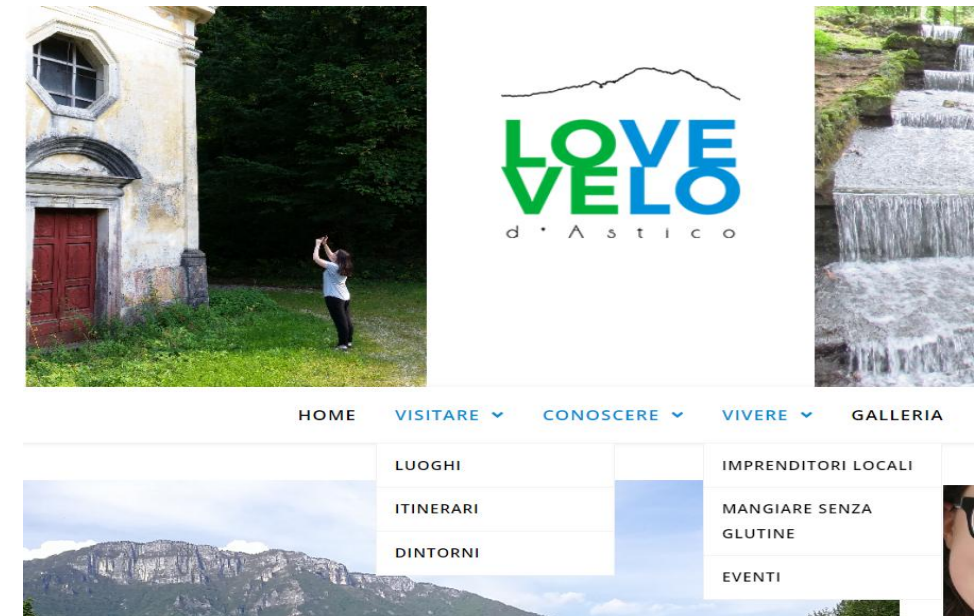 LOVE
VELO
d'Astico
HOME VISITARE CONOSCERE VIVERE GALLERIA
LUOGHI
ITINERARI
DINTORNI
IMPRENDITORI LOCALI
MANGIARE SENZA
GLUTINE
EVENTI